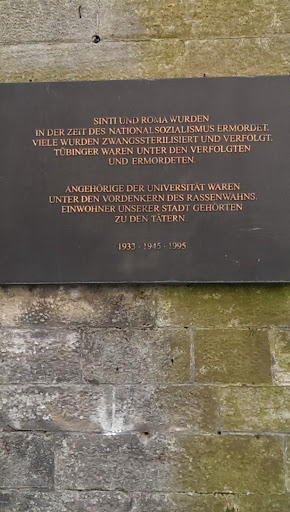 SINTI UND ROMA WURDEN
IN DER ZEIT DES NATIONALSOZIALISMUS ERMORDET.
VIELE WURDEN ZWANGSSTERILISIERT UND VERFOLGT.
TÜBINGER WAREN UNTER DEN VERFOLGTEN
UND ERMORDETEN.
ANGEHÖRIGE DER UNIVERSITÄT WAREN
UNTER DEN VORDENKERN DES RASSENWAHNS.
EINWOHNER UNSERER STADT GEHÖRTEN
ZU DEN TÄTERN.
1933 - 1945 - 1995